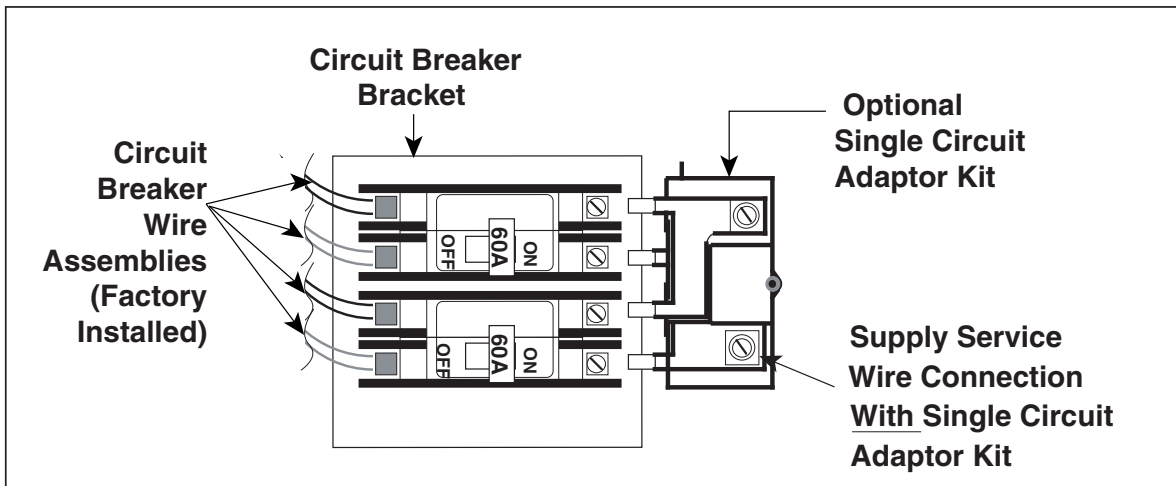 Circuit Breaker
Bracket
Optional
Single Circuit
Adaptor Kit
Circuit
Breaker
Wire
Assemblies
(Factory
Installed)
OFF
60A
ON
OFF
60A
ON
Supply Service
Wire Connection
With Single Circuit
Adaptor Kit